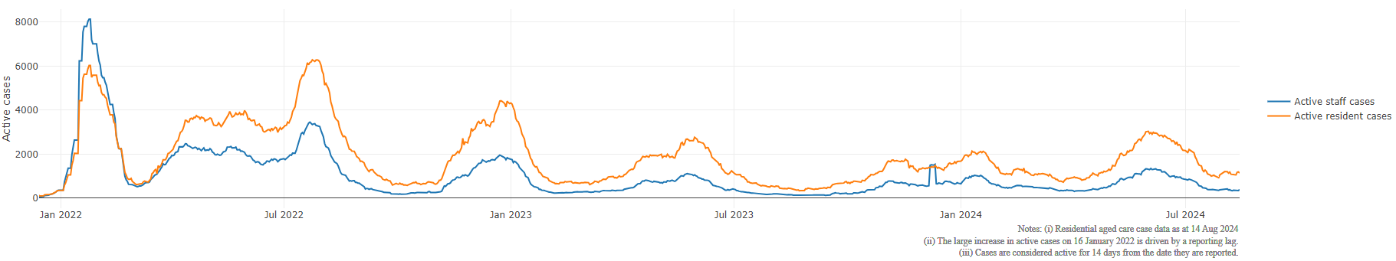 8000
6000
4000
2000
0
Active cases
Jan 2022
Jul 2022
Jan 2023
Jul 2023
Jan 2024
Jul 2024
Active staff cases
Active resident cases
Notes: (i) Residential aged care case data as at 14 Aug 2024
(ii) The large increase in active cases on 16 January 2022 is driven by a reporting lag.
(iii) Cases are considered active for 14 days from the date they are reported.